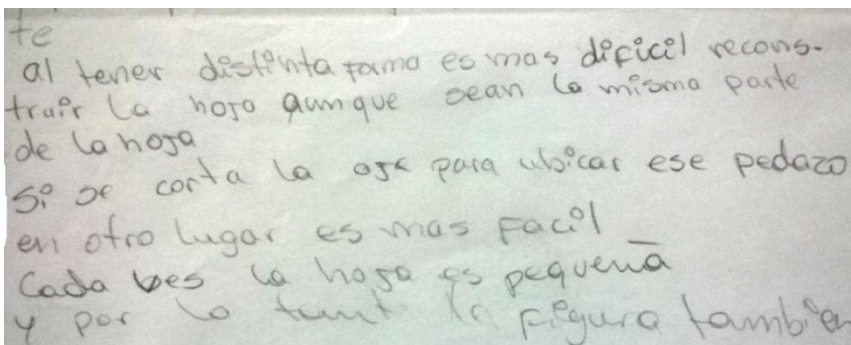 te
al tener distinta forma es mas dificil recons-
truir la hoja aunque sean la misma parte
de la hoja
Si se corta la oja para ubicar ese pedazo
en otro lugar es mas facil
Cada bes la hoja es pequeña
y por lo tant la figura tambien